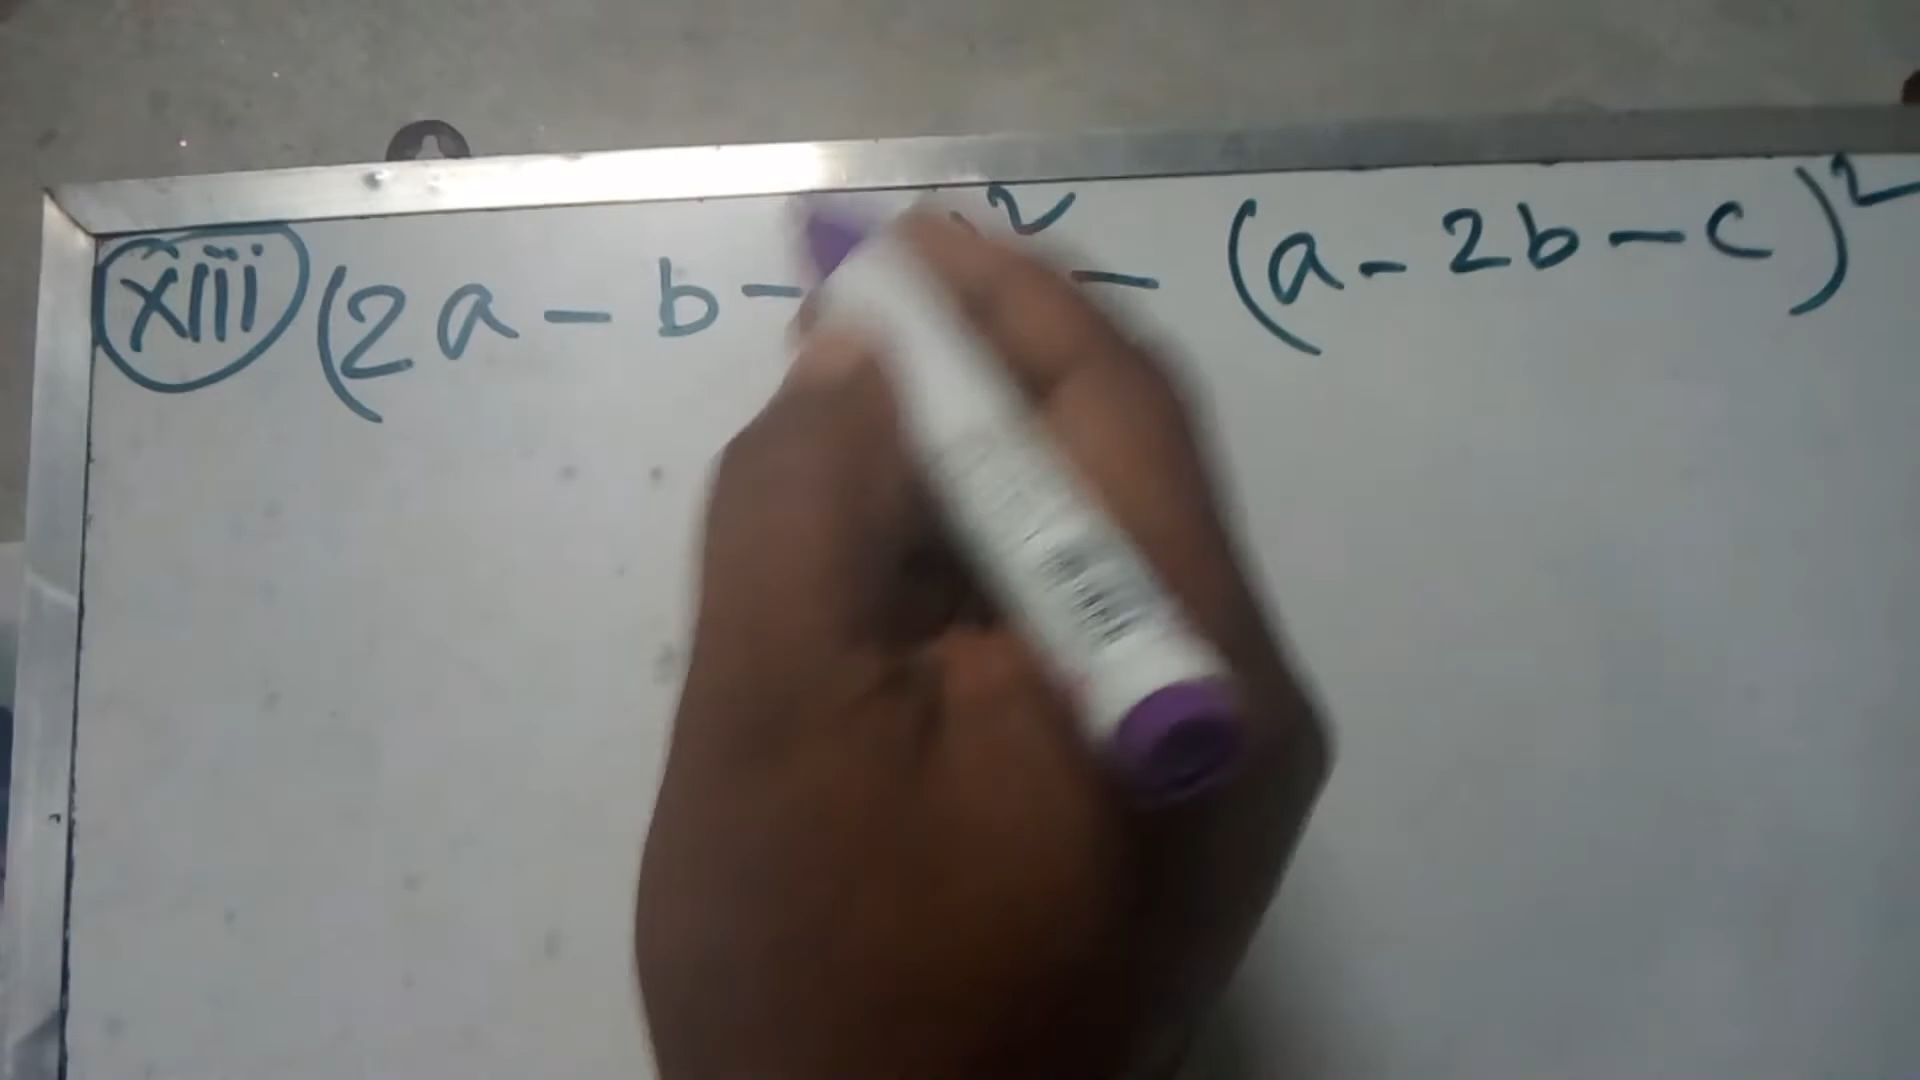 xiii (2a - b - )² - (a - 2b - c)²